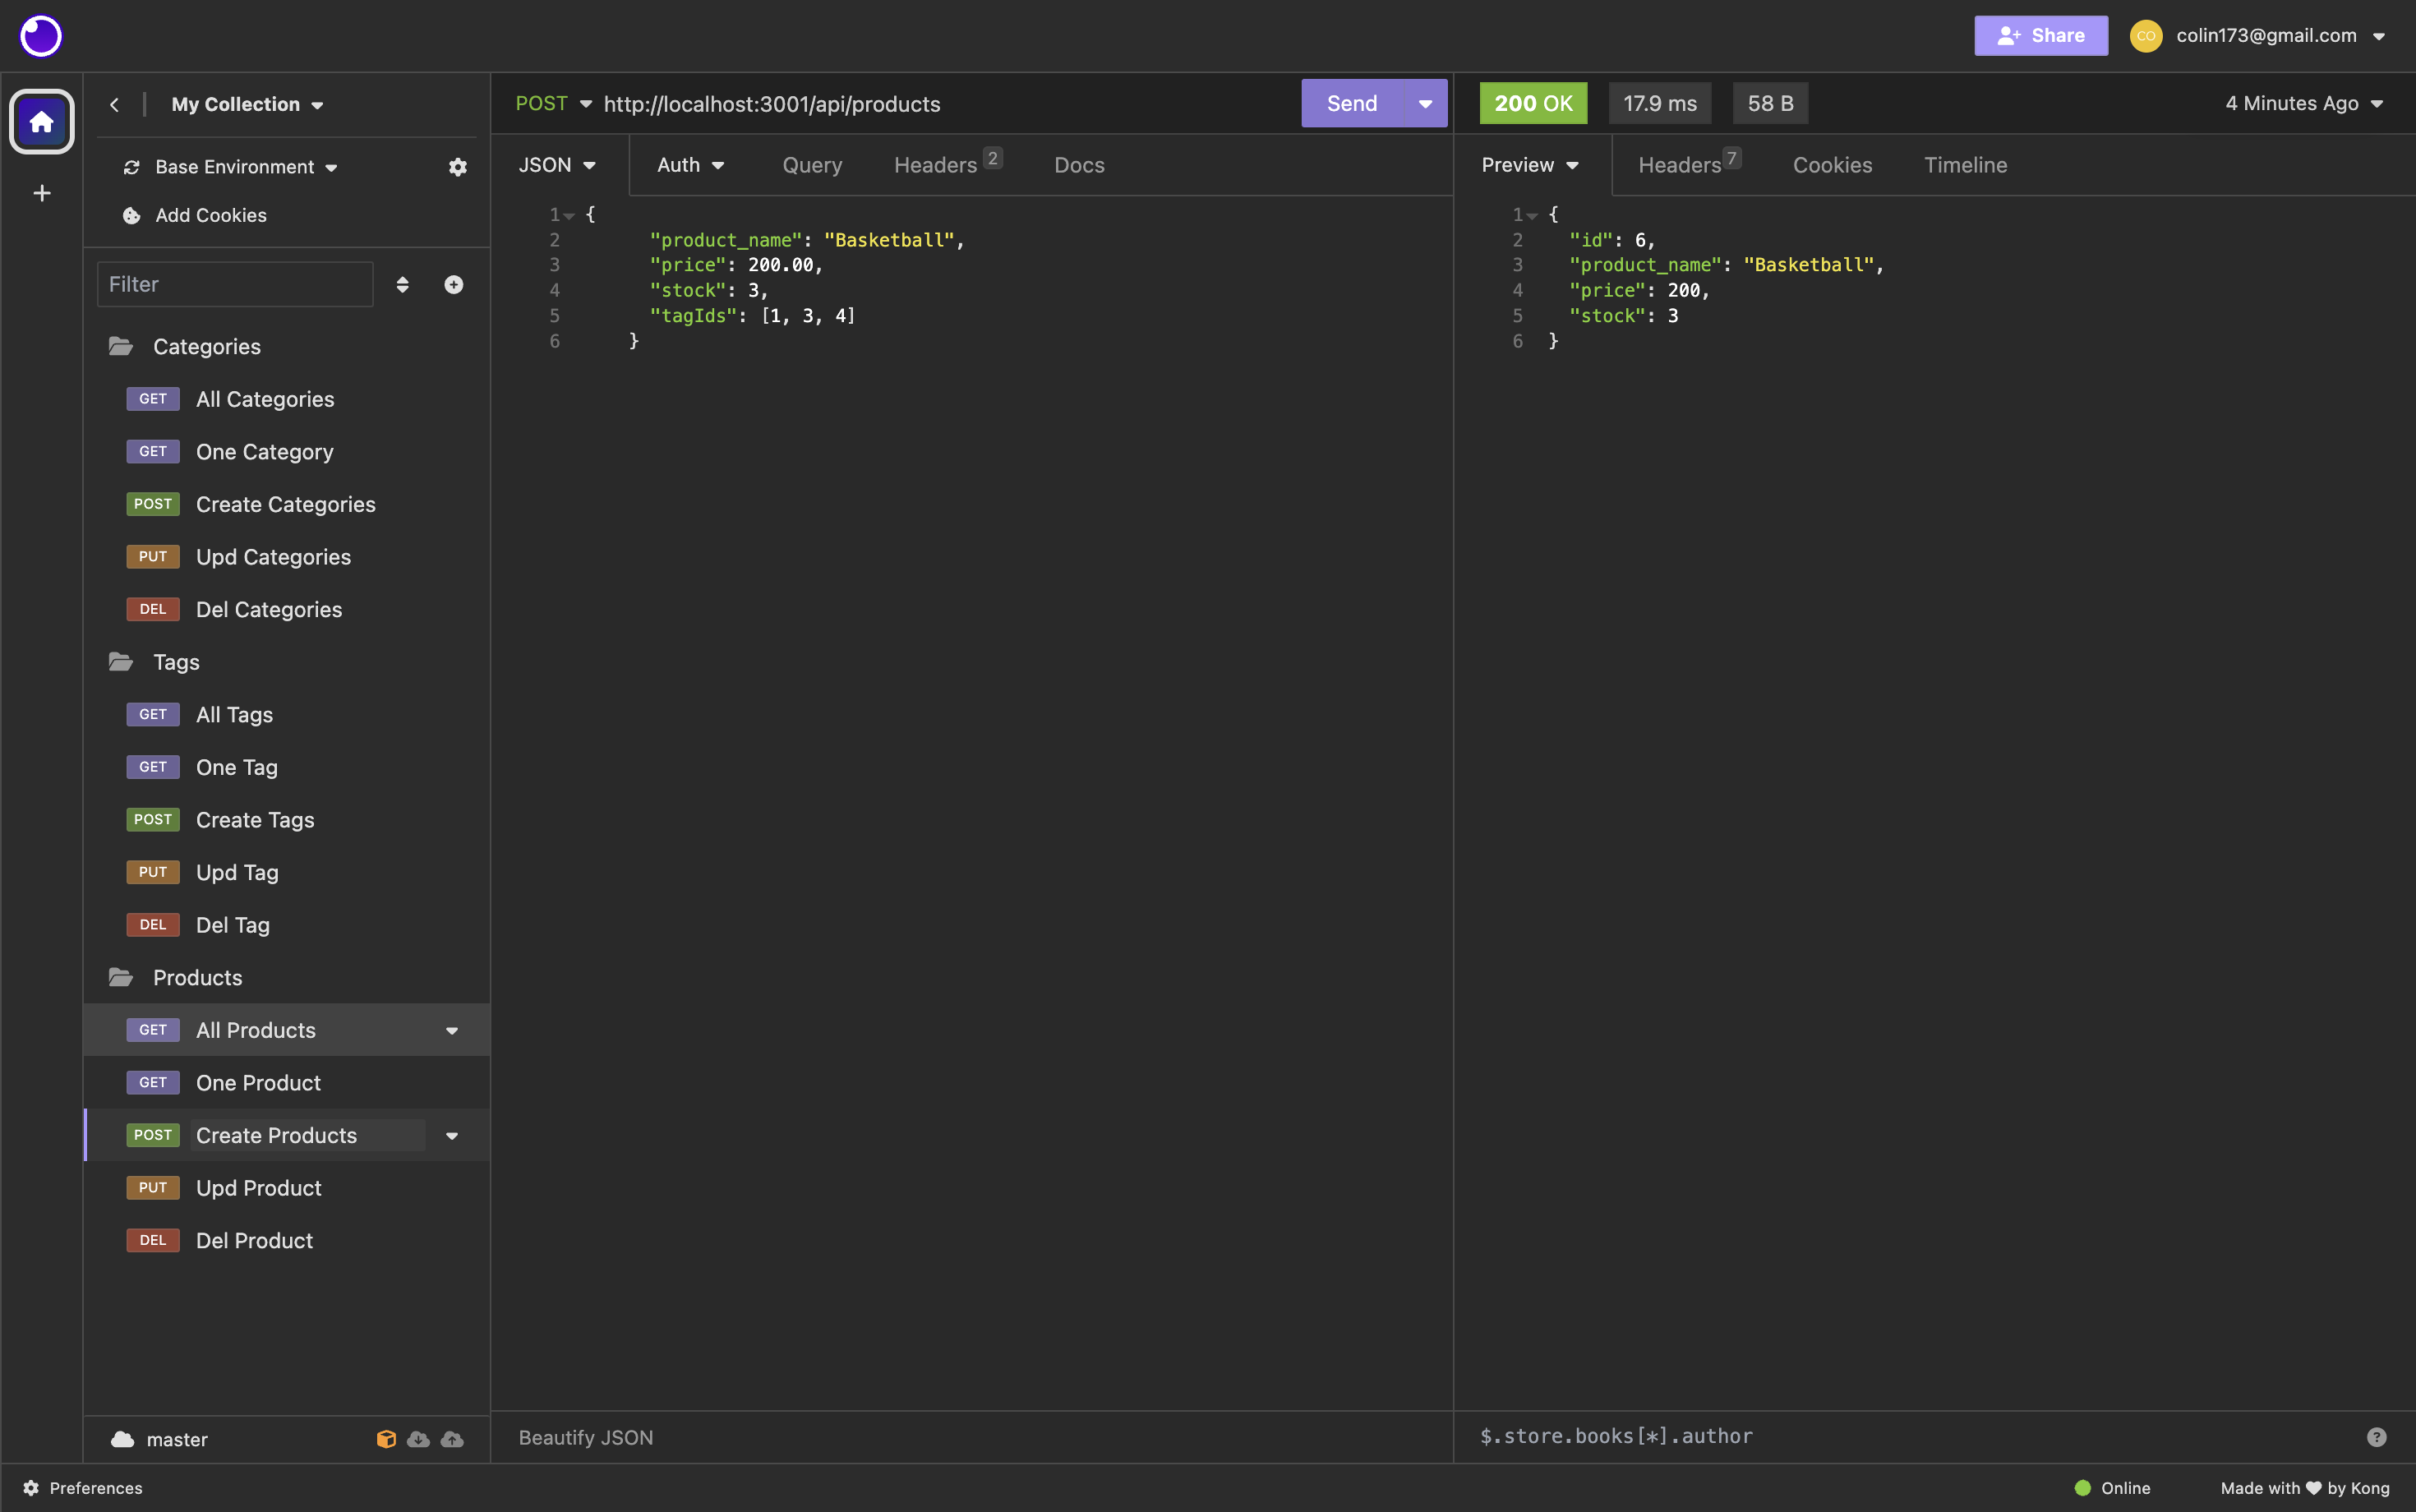 Share
CO
colin173@gmail.com
My Collection
Base Environment
Add Cookies
Filter
Categories
GET All Categories
GET One Category
POST Create Categories
PUT Upd Categories
DEL Del Categories
Tags
GET All Tags
GET One Tag
POST Create Tags
PUT Upd Tag
DEL Del Tag
Products
GET All Products
GET One Product
POST Create Products
PUT Upd Product
DEL Del Product
master
POST http://localhost:3001/api/products
Send
JSON Auth Query Headers 2 Docs
1 {
2 "product_name": "Basketball",
3 "price": 200.00,
4 "stock": 3,
5 "tagIds": [1, 3, 4]
6 }
Beautify JSON
200 OK 17.9 ms 58 B 4 Minutes Ago
Preview Headers 7 Cookies Timeline
1 {
2 "id": 6,
3 "product_name": "Basketball",
4 "price": 200,
5 "stock": 3
6 }
$.store.books[*].author
?
Preferences
Online
Made with ♥ by Kong